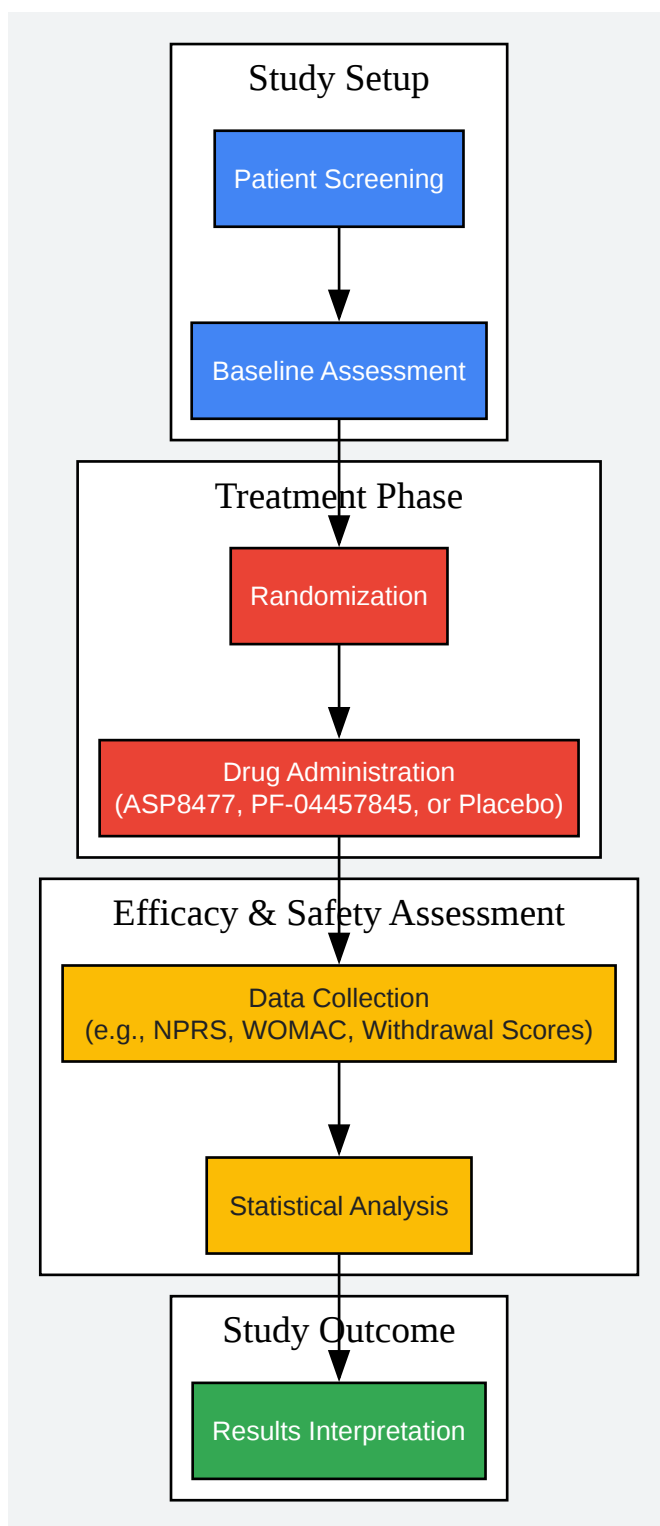 Study Setup
Patient Screening
Baseline Assessment
Treatment Phase
Randomization
Drug Administration
(ASP8477, PF-04457845, or Placebo)
Efficacy & Safety Assessment
Data Collection
(e.g., NPRS, WOMAC, Withdrawal Scores)
Statistical Analysis
Study Outcome
Results Interpretation